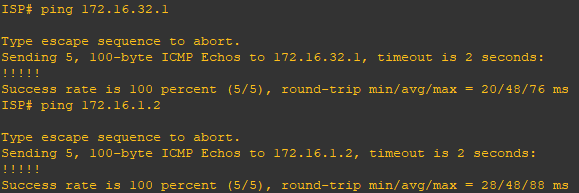 ISP# ping 172.16.32.1
Type escape sequence to abort.
Sending 5, 100-byte ICMP Echos to 172.16.32.1, timeout is 2 seconds:
!!!!!
Success rate is 100 percent (5/5), round-trip min/avg/max = 20/48/76 ms
ISP# ping 172.16.1.2
Type escape sequence to abort.
Sending 5, 100-byte ICMP Echos to 172.16.1.2, timeout is 2 seconds:
!!!!!
Success rate is 100 percent (5/5), round-trip min/avg/max = 28/48/88 ms